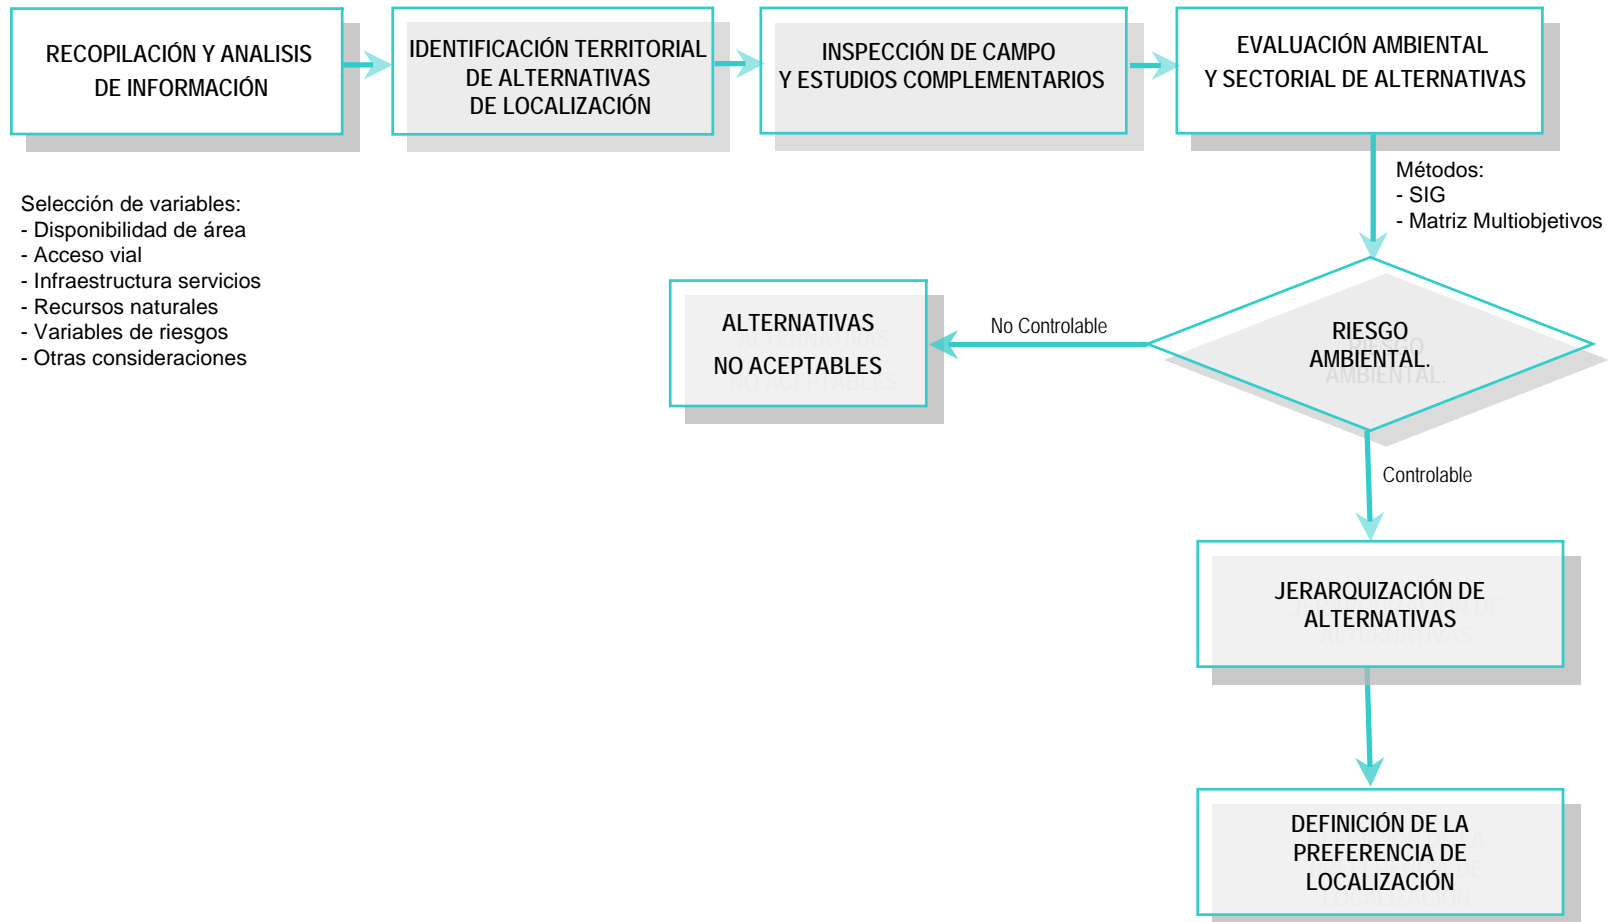 RECOPILACIÓN Y ANALISIS
DE INFORMACIÓN
IDENTIFICACIÓN TERRITORIAL
DE ALTERNATIVAS
DE LOCALIZACIÓN
INSPECCIÓN DE CAMPO
Y ESTUDIOS COMPLEMENTARIOS
EVALUACIÓN AMBIENTAL
Y SECTORIAL DE ALTERNATIVAS
Selección de variables:
- Disponibilidad de área
- Acceso vial
- Infraestructura servicios
- Recursos naturales
- Variables de riesgos
- Otras consideraciones
Métodos:
- SIG
- Matriz Multiobjetivos
RIESGO
AMBIENTAL.
No Controlable
ALTERNATIVAS
NO ACEPTABLES
Controlable
JERARQUIZACIÓN DE
ALTERNATIVAS
DEFINICIÓN DE LA
PREFERENCIA DE
LOCALIZACIÓN